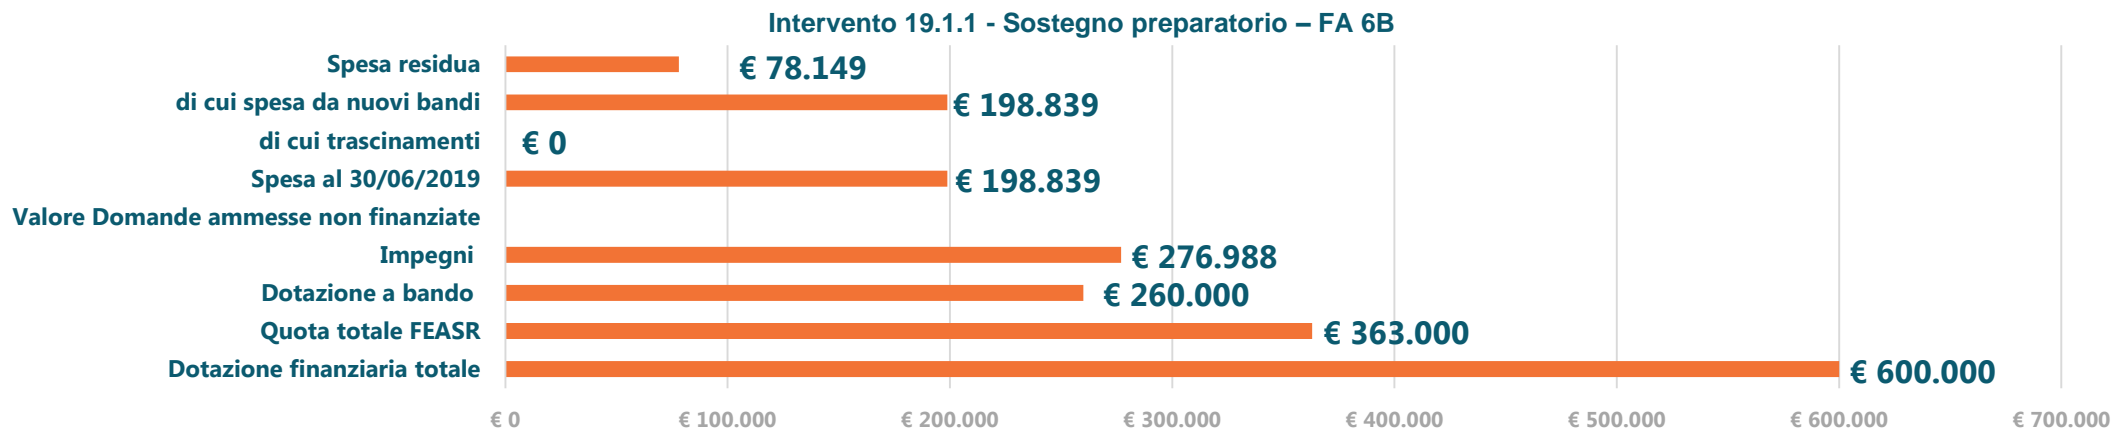 Intervento 19.1.1 - Sostegno preparatorio – FA 6B
Spesa residua € 78.149
di cui spesa da nuovi bandi € 198.839
di cui trascinamenti € 0
Spesa al 30/06/2019 € 198.839
Valore Domande ammesse non finanziate
Impegni € 276.988
Dotazione a bando € 260.000
Quota totale FEASR € 363.000
Dotazione finanziaria totale € 600.000
€ 0 € 100.000 € 200.000 € 300.000 € 400.000 € 500.000 € 600.000 € 700.000